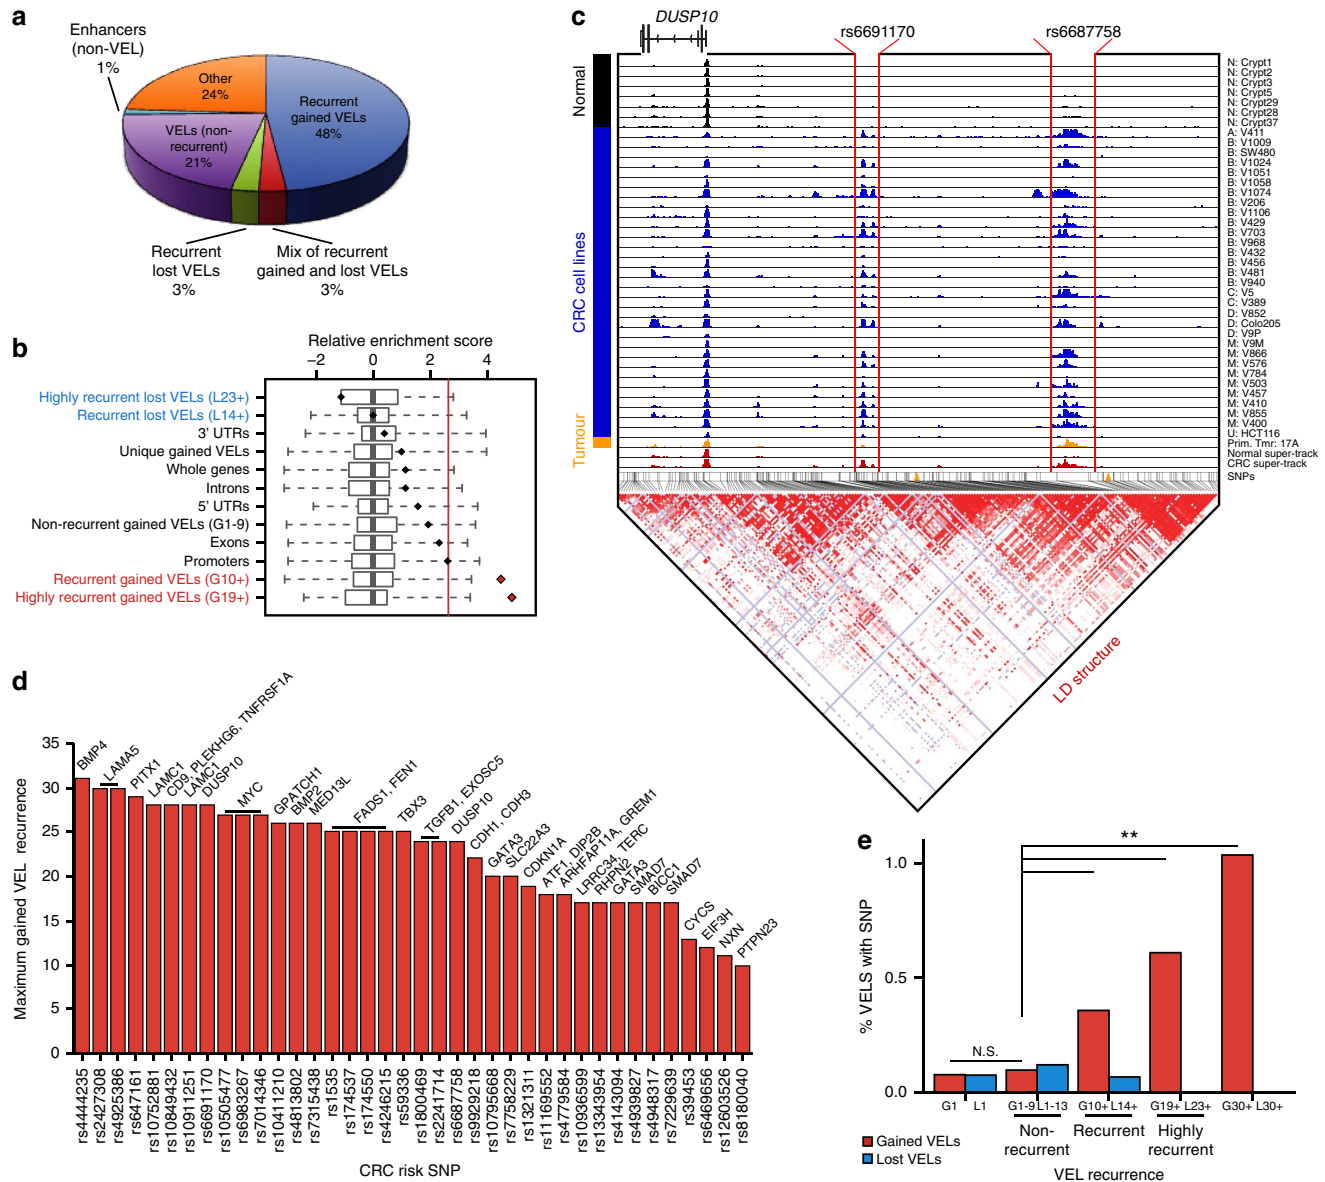 a
Enhancers
(non-VEL)
1%
Other
24%
Recurrent
gained VELs
48%
VELs (non-
recurrent)
21%
Recurrent
lost VELs
3%
Mix of recurrent
gained and lost VELs
3%
b
Relative enrichment score
−2 0 2 4
Highly recurrent lost VELs (L23+)
Recurrent lost VELs (L14+)
3' UTRs
Unique gained VELs
Whole genes
Introns
5' UTRs
Non-recurrent gained VELs (G1-9)
Exons
Promoters
Recurrent gained VELs (G10+)
Highly recurrent gained VELs (G19+)
c
DUSP10
rs6691170
rs6687758
Normal
CRC cell lines
Tumour
N: Crypt1
N: Crypt2
N: Crypt3
N: Crypt5
N: Crypt29
N: Crypt28
N: Crypt37
A: V411
B: V1009
B: SW480
B: V1024
B: V1051
B: V1058
B: V1074
B: V206
B: V1106
B: V429
B: V703
B: V968
B: V432
B: V456
B: V481
B: V940
C: V5
C: V389
D: V852
D: Colo205
D: V9P
M: V9M
M: V866
M: V576
M: V784
M: V503
M: V457
M: V410
M: V855
M: V400
U: HCT116
Prim. Tmr: 17A
Normal super-track
CRC super-track
SNPs
LD structure
d
Maximum gained VEL recurrence
35
30
25
20
15
10
5
0
BMP4
LAMA5
PITX1
LAMC1
CD9, PLEKHG6, TNFRSF1A
LAMC1
DUSP10
MYC
GPATCH1
BMP2
MED13L
FADS1, FEN1
TBX3
TGFB1, EXOSC5
DUSP10
CDH1, CDH3
GATA3
SLC22A3
CDKN1A
ATF1, DIP2B
ARHFAP11A, GREM1
LRRC34, TERC
RHPN2
GATA3
SMAD7
BICC1
SMAD7
CYCS
EIF3H
NXN
PTPN23
rs4444235
rs2427308
rs4925386
rs647161
rs10752881
rs10849432
rs10911251
rs6691170
rs10505477
rs6983267
rs7014346
rs10411210
rs4813802
rs7315438
rs1535
rs174537
rs174550
rs4246215
rs59336
rs1800469
rs2241714
rs6687758
rs9929218
rs10795668
rs7758229
rs1321311
rs11169552
rs4779584
rs10936599
rs13343954
rs4143094
rs4939827
rs4948317
rs7229639
rs39453
rs6469656
rs12603526
rs8180040
CRC risk SNP
e
% VELS with SNP
1.0
0.5
0.0
N.S.
**
G1 L1 G1-9 L1-13 G10+ L14+ G19+ L23+ G30+ L30+
Non-
recurrent
Recurrent
Highly
recurrent
Gained VELs
Lost VELs
VEL recurrence